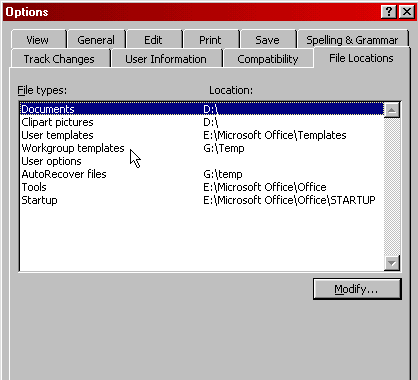 Options
View General Edit Print Save Spelling & Grammar
Track Changes User Information Compatibility File Locations
File types: Location:
Documents D:\
Clipart pictures D:\
User templates E:\Microsoft Office\Templates
Workgroup templates G:\Temp
User options
AutoRecover files G:\temp
Tools E:\Microsoft Office\Office
Startup E:\Microsoft Office\Office\STARTUP
Modify...